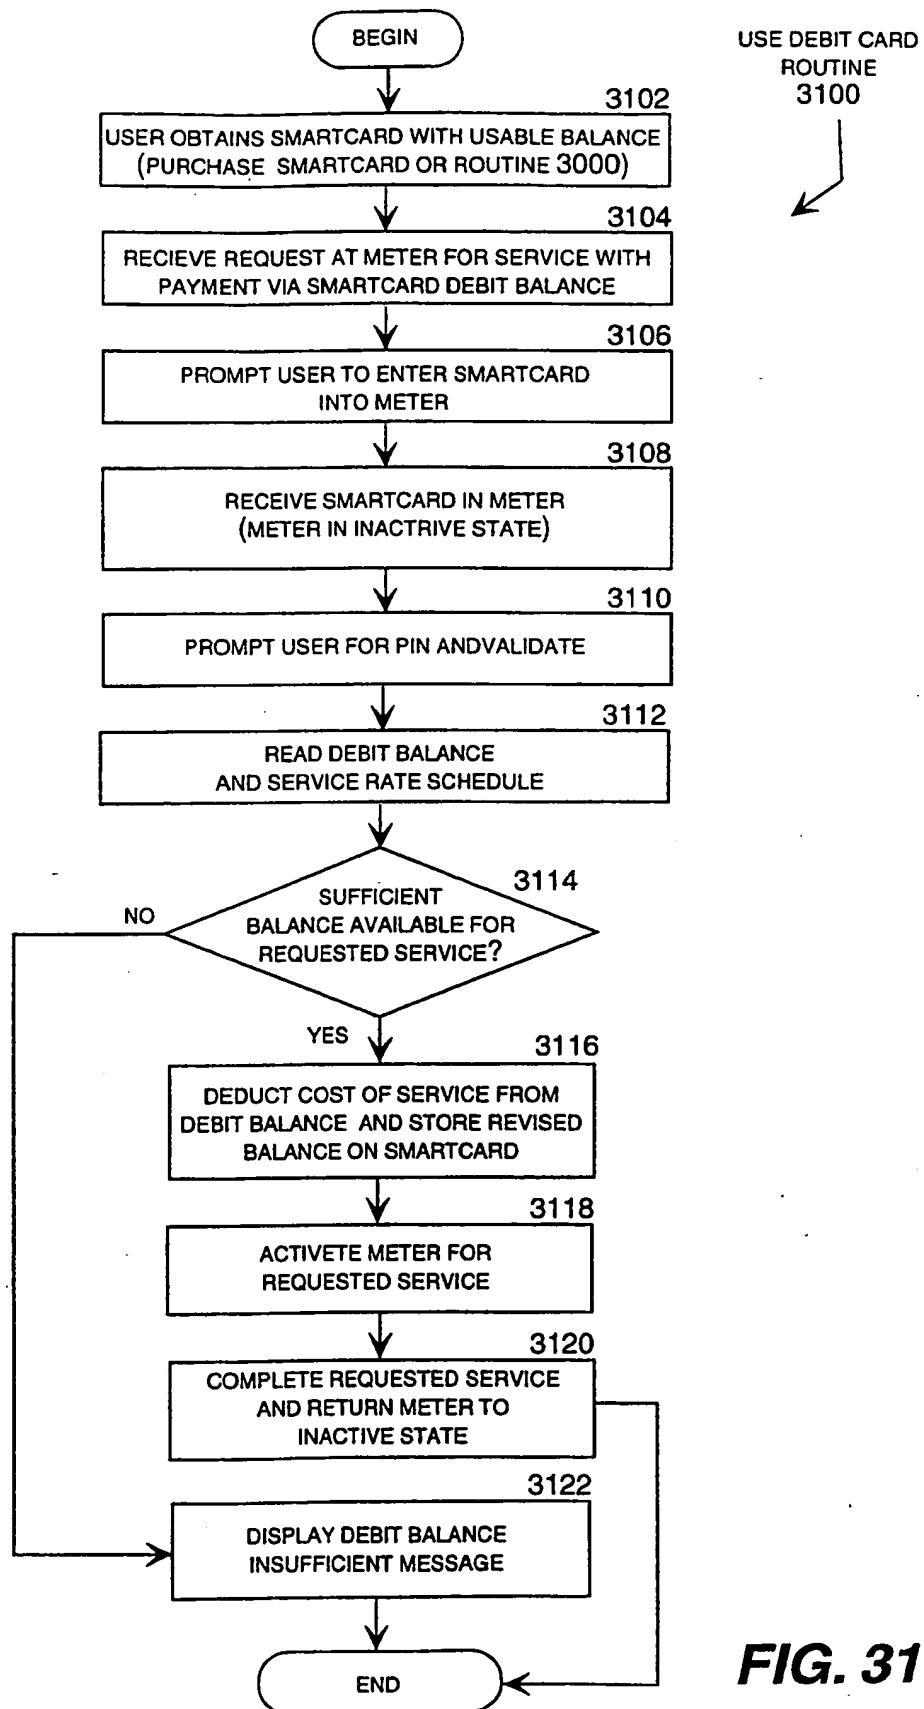 BEGIN
USE DEBIT CARD
ROUTINE
3100
3102
USER OBTAINS SMARTCARD WITH USABLE BALANCE
(PURCHASE SMARTCARD OR ROUTINE 3000)
3104
RECIEVE REQUEST AT METER FOR SERVICE WITH
PAYMENT VIA SMARTCARD DEBIT BALANCE
3106
PROMPT USER TO ENTER SMARTCARD
INTO METER
3108
RECEIVE SMARTCARD IN METER
(METER IN INACTRIVE STATE)
3110
PROMPT USER FOR PIN ANDVALIDATE
3112
READ DEBIT BALANCE
AND SERVICE RATE SCHEDULE
3114
SUFFICIENT
BALANCE AVAILABLE FOR
REQUESTED SERVICE?
NO
YES
3116
DEDUCT COST OF SERVICE FROM
DEBIT BALANCE AND STORE REVISED
BALANCE ON SMARTCARD
3118
ACTIVETE METER FOR
REQUESTED SERVICE
3120
COMPLETE REQUESTED SERVICE
AND RETURN METER TO
INACTIVE STATE
3122
DISPLAY DEBIT BALANCE
INSUFFICIENT MESSAGE
END
FIG. 31